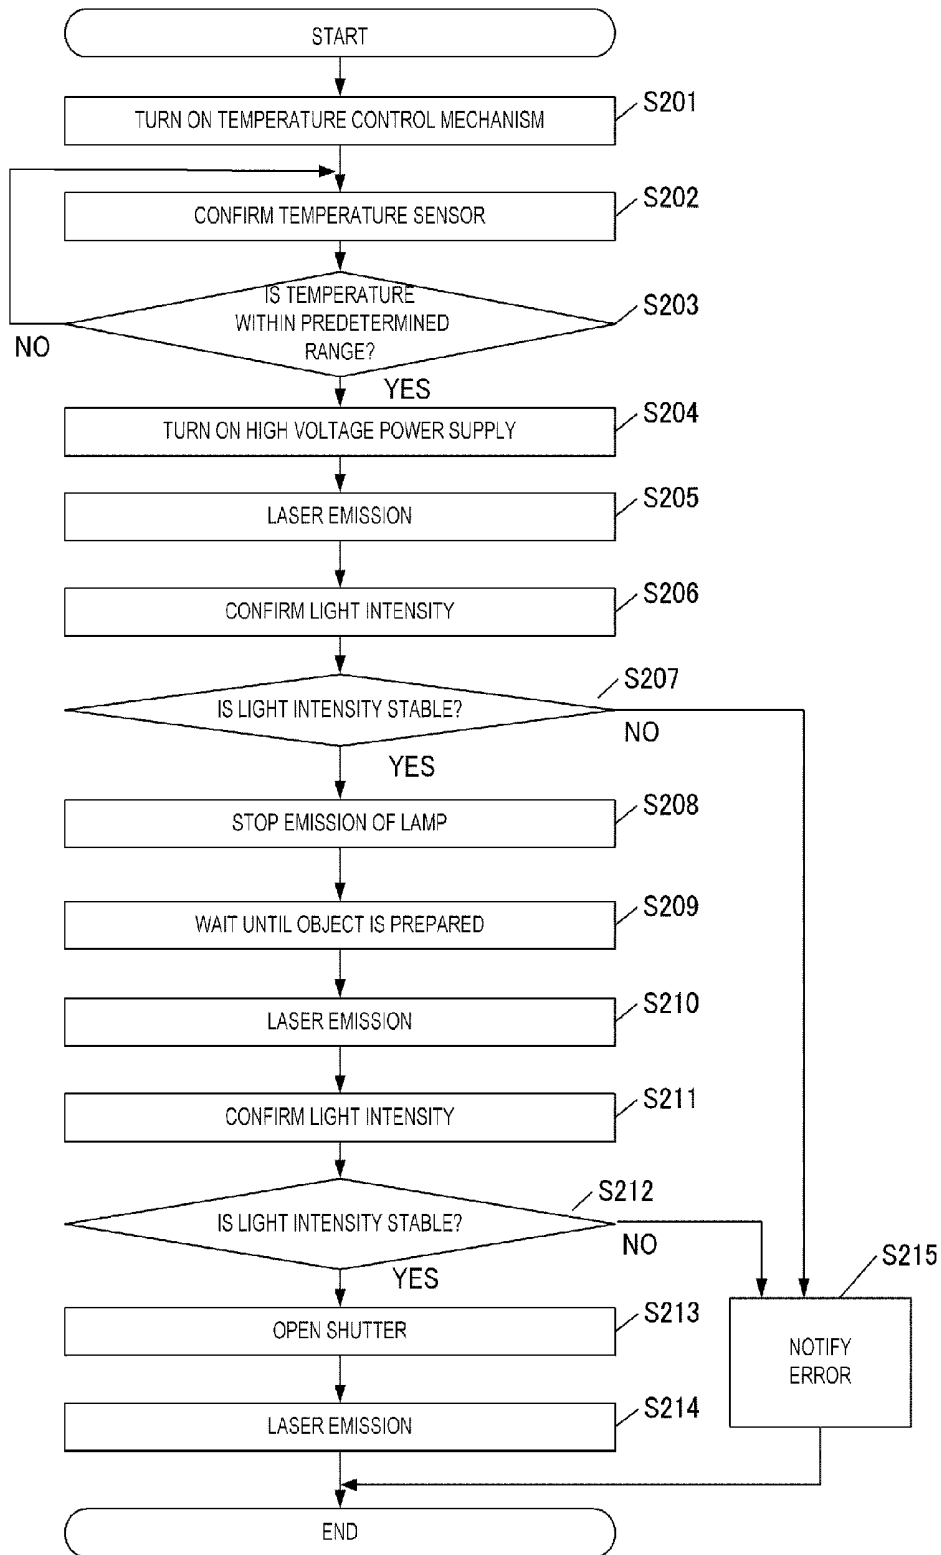 START
S201
TURN ON TEMPERATURE CONTROL MECHANISM
S202
CONFIRM TEMPERATURE SENSOR
IS TEMPERATURE
WITHIN PREDETERMINED
RANGE?
S203
NO
YES
S204
TURN ON HIGH VOLTAGE POWER SUPPLY
S205
LASER EMISSION
S206
CONFIRM LIGHT INTENSITY
S207
IS LIGHT INTENSITY STABLE?
NO
YES
S208
STOP EMISSION OF LAMP
S209
WAIT UNTIL OBJECT IS PREPARED
S210
LASER EMISSION
S211
CONFIRM LIGHT INTENSITY
S212
IS LIGHT INTENSITY STABLE?
NO
YES
S215
S213
OPEN SHUTTER
NOTIFY
ERROR
S214
LASER EMISSION
END